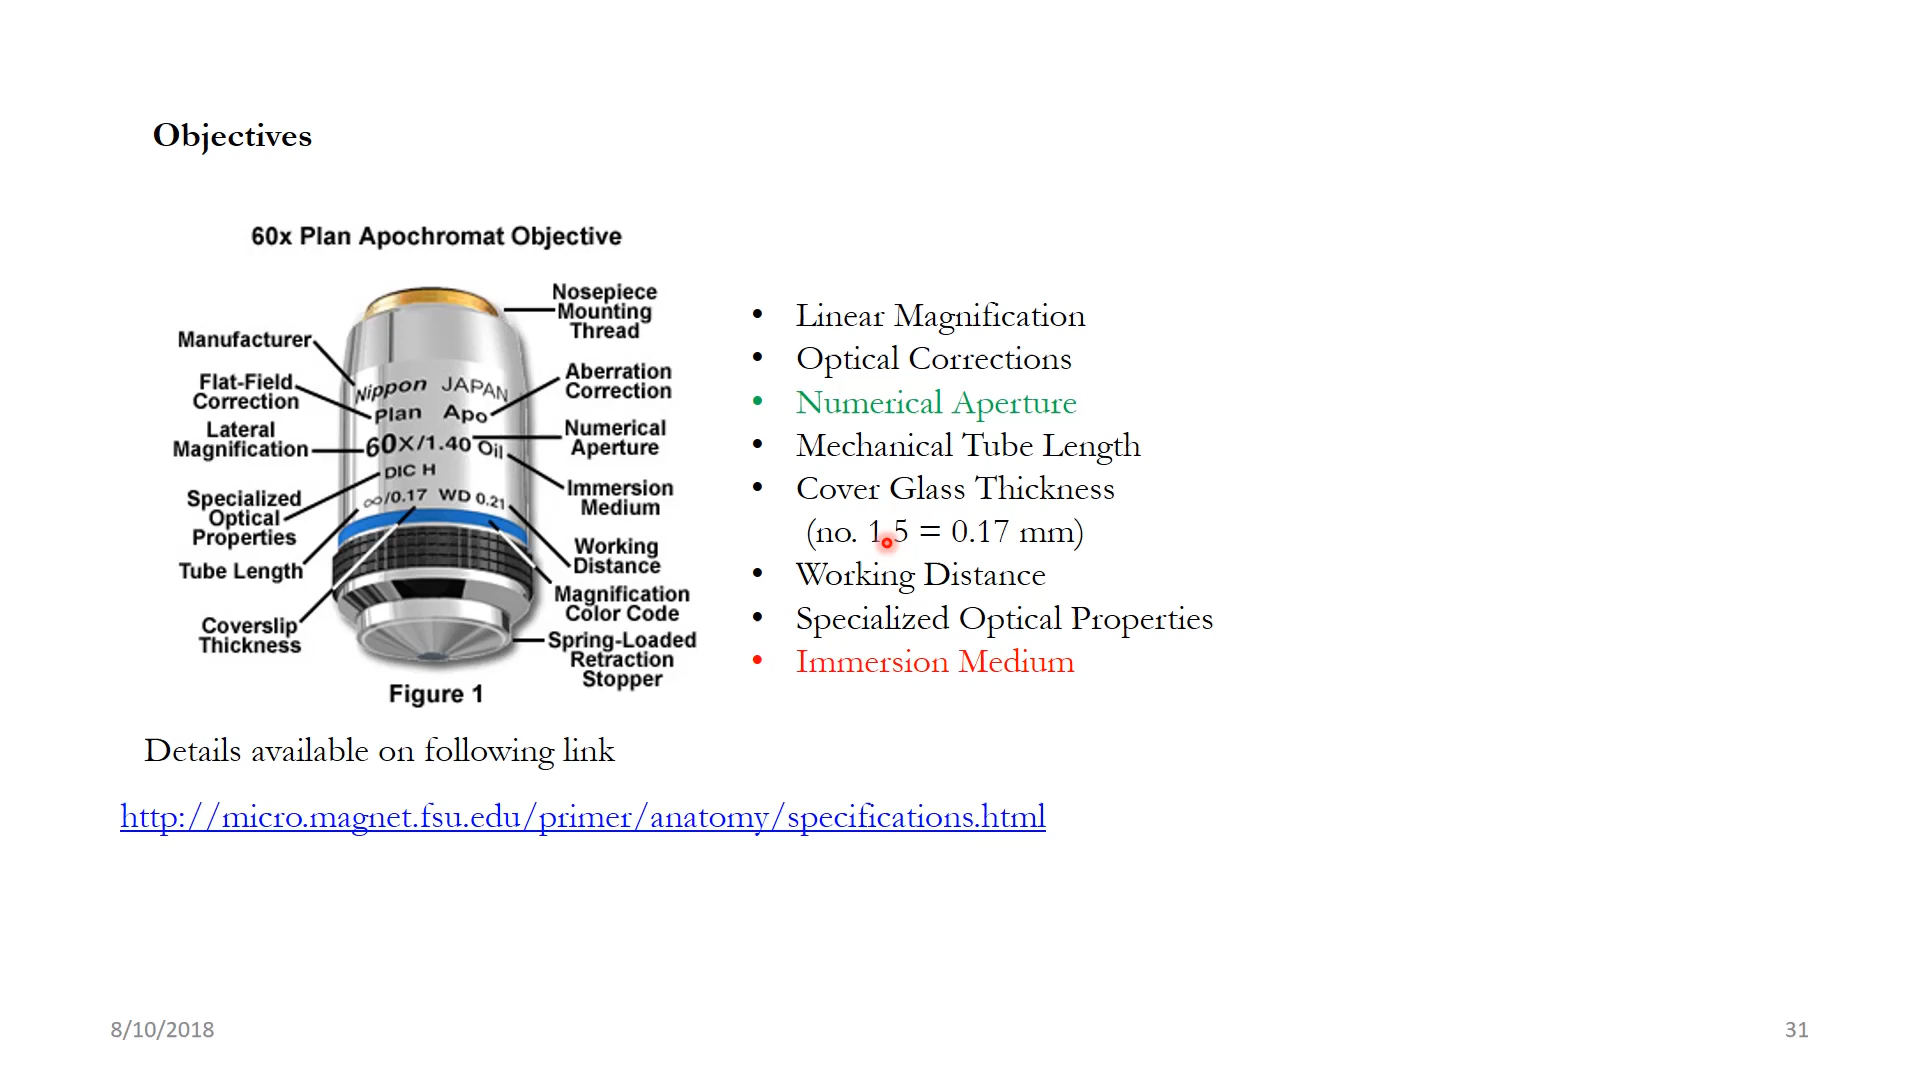 Objectives
60x Plan Apochromat Objective
Nosepiece
Mounting
Thread
Manufacturer
Flat-Field
Correction
Lateral
Magnification
Specialized
Optical
Properties
Tube Length
Coverslip
Thickness
Nippon JAPAN
Plan Apo
60X/1.40 Oil
DIC H
∞/0.17 WD 0.21
Aberration
Correction
Numerical
Aperture
Immersion
Medium
Working
Distance
Magnification
Color Code
Spring-Loaded
Retraction
Stopper
Figure 1
• Linear Magnification
• Optical Corrections
• Numerical Aperture
• Mechanical Tube Length
• Cover Glass Thickness
(no. 1.5 = 0.17 mm)
• Working Distance
• Specialized Optical Properties
• Immersion Medium
Details available on following link
http://micro.magnet.fsu.edu/primer/anatomy/specifications.html
8/10/2018
31